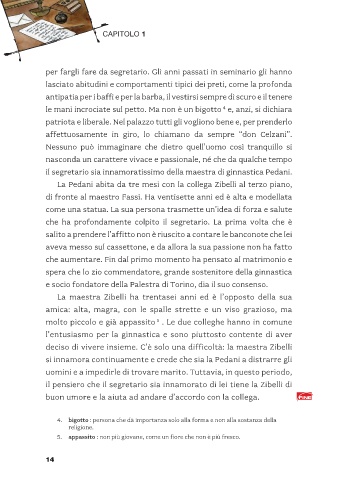 CAPITOLO 1
per fargli fare da segretario. Gli anni passati in seminario gli hanno
lasciato abitudini e comportamenti tipici dei preti, come la profonda
antipatia per i baffi e per la barba, il vestirsi sempre di scuro e il tenere
le mani incrociate sul petto. Ma non è un bigotto 4 e, anzi, si dichiara
patriota e liberale. Nel palazzo tutti gli vogliono bene e, per prenderlo
affettuosamente in giro, lo chiamano da sempre “don Celzani”.
Nessuno può immaginare che dietro quell’uomo così tranquillo si
nasconda un carattere vivace e passionale, né che da qualche tempo
il segretario sia innamoratissimo della maestra di ginnastica Pedani.
La Pedani abita da tre mesi con la collega Zibelli al terzo piano,
di fronte al maestro Fassi. Ha ventisette anni ed è alta e modellata
come una statua. La sua persona trasmette un’idea di forza e salute
che ha profondamente colpito il segretario. La prima volta che è
salito a prendere l’affitto non è riuscito a contare le banconote che lei
aveva messo sul cassettone, e da allora la sua passione non ha fatto
che aumentare. Fin dal primo momento ha pensato al matrimonio e
spera che lo zio commendatore, grande sostenitore della ginnastica
e socio fondatore della Palestra di Torino, dia il suo consenso.
La maestra Zibelli ha trentasei anni ed è l’opposto della sua
amica: alta, magra, con le spalle strette e un viso grazioso, ma
molto piccolo e già appassito 5 . Le due colleghe hanno in comune
l’entusiasmo per la ginnastica e sono piuttosto contente di aver
deciso di vivere insieme. C’è solo una difficoltà: la maestra Zibelli
si innamora continuamente e crede che sia la Pedani a distrarre gli
uomini e a impedirle di trovare marito. Tuttavia, in questo periodo,
il pensiero che il segretario sia innamorato di lei tiene la Zibelli di
buon umore e la aiuta ad andare d’accordo con la collega.
FINE
4. bigotto : persona che dà importanza solo alla forma e non alla sostanza della
religione.
5. appassito : non più giovane, come un fiore che non è più fresco.
14